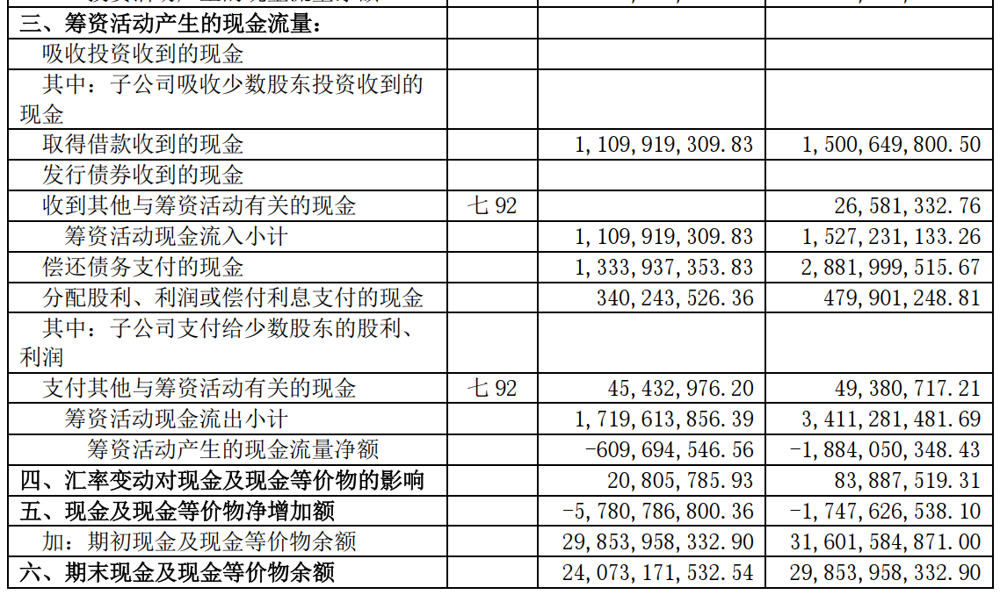 三、筹资活动产生的现金流量：
吸收投资收到的现金
其中：子公司吸收少数股东投资收到的
现金
取得借款收到的现金 1,109,919,309.83 1,500,649,800.50
发行债券收到的现金
收到其他与筹资活动有关的现金 七 92 26,581,332.76
筹资活动现金流入小计 1,109,919,309.83 1,527,231,133.26
偿还债务支付的现金 1,333,937,353.83 2,881,999,515.67
分配股利、利润或偿付利息支付的现金 340,243,526.36 479,901,248.81
其中：子公司支付给少数股东的股利、
利润
支付其他与筹资活动有关的现金 七 92 45,432,976.20 49,380,717.21
筹资活动现金流出小计 1,719,613,856.39 3,411,281,481.69
筹资活动产生的现金流量净额 -609,694,546.56 -1,884,050,348.43
四、汇率变动对现金及现金等价物的影响 20,805,785.93 83,887,519.31
五、现金及现金等价物净增加额 -5,780,786,800.36 -1,747,626,538.10
加：期初现金及现金等价物余额 29,853,958,332.90 31,601,584,871.00
六、期末现金及现金等价物余额 24,073,171,532.54 29,853,958,332.90